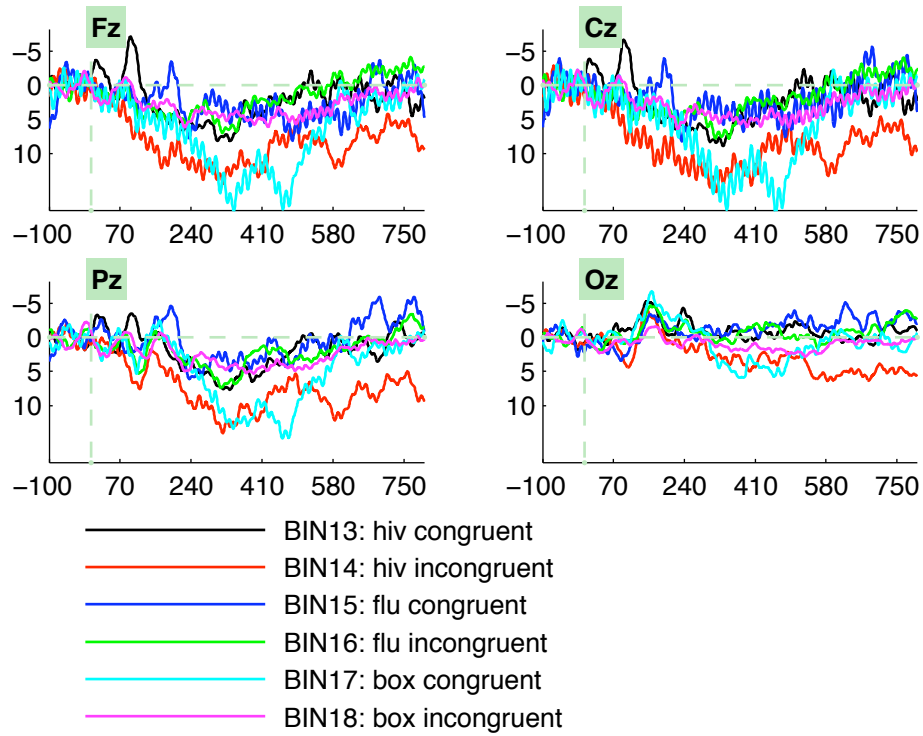 Fz
Cz
−5
0
5
10
−100 70 240 410 580 750
−5
0
5
10
−100 70 240 410 580 750
Pz
Oz
−5
0
5
10
−100 70 240 410 580 750
−5
0
5
10
−100 70 240 410 580 750
BIN13: hiv congruent
BIN14: hiv incongruent
BIN15: flu congruent
BIN16: flu incongruent
BIN17: box congruent
BIN18: box incongruent